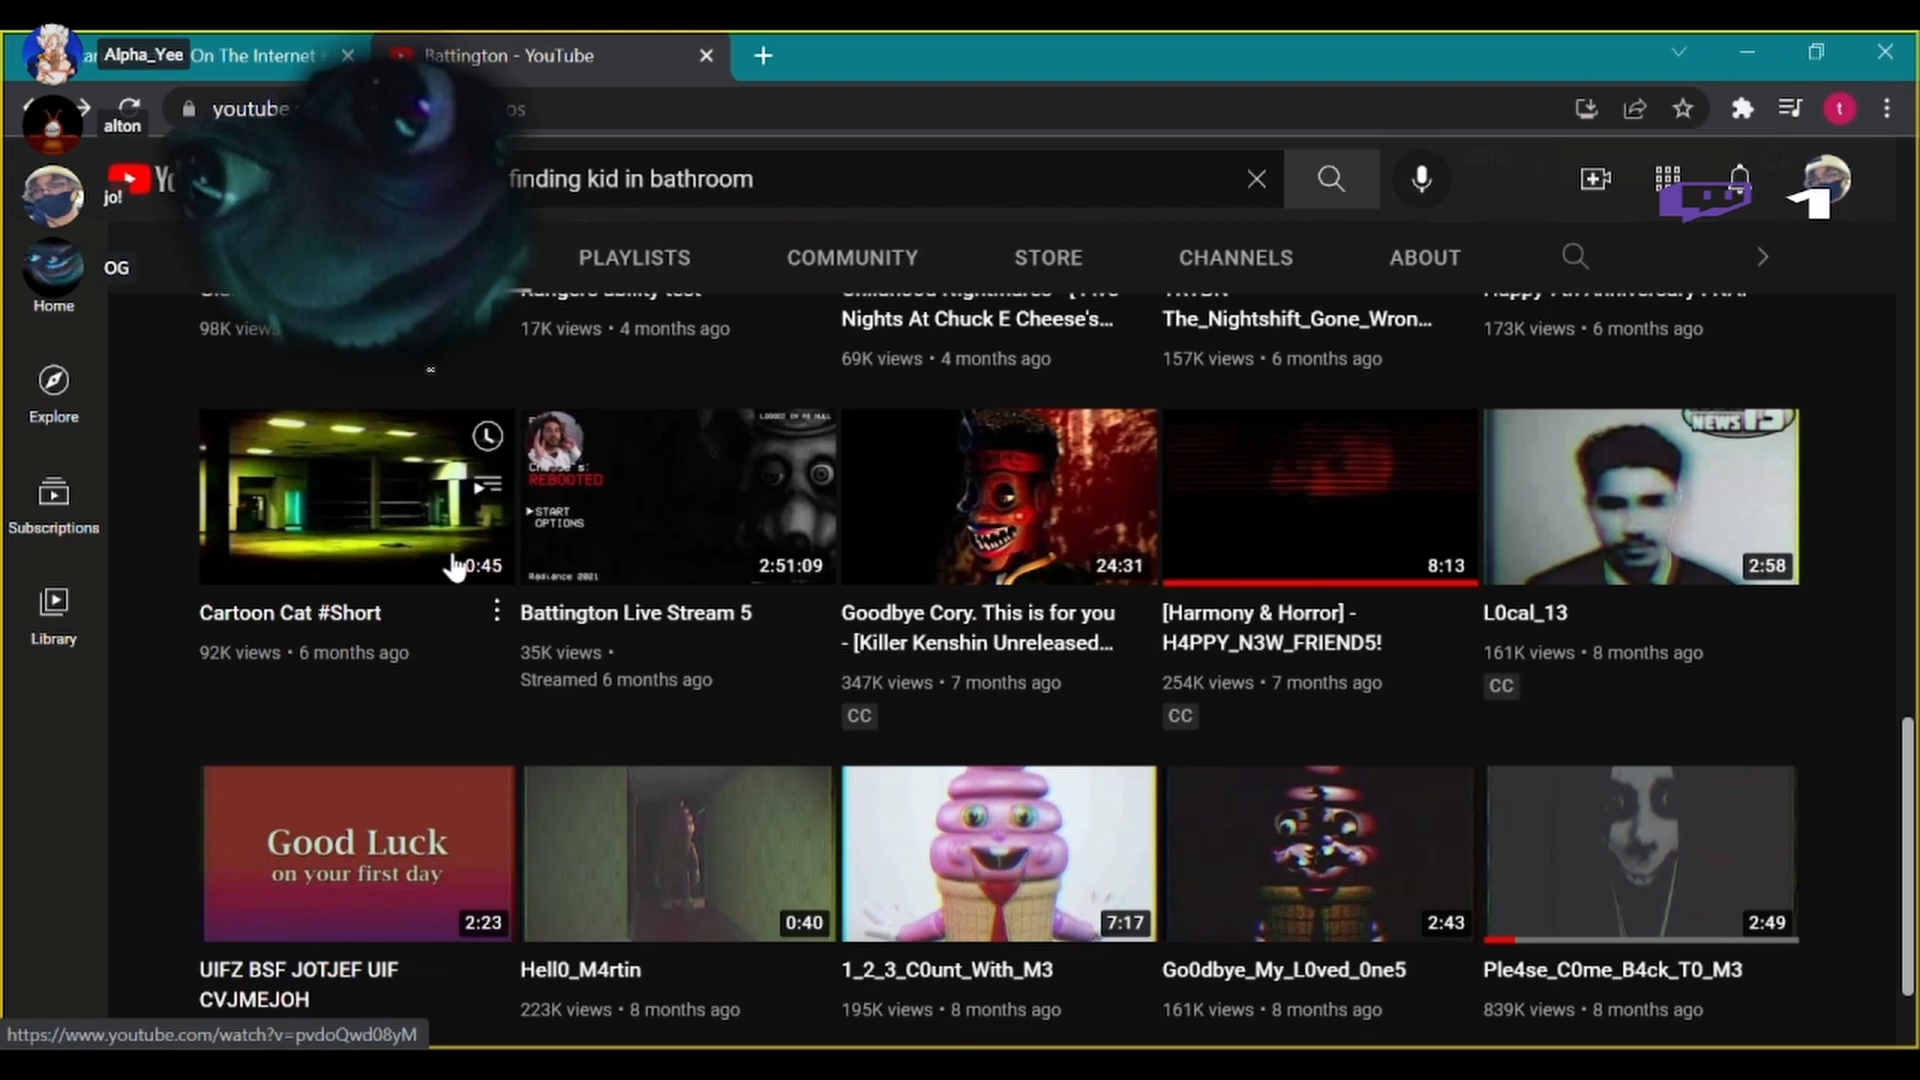 Alpha_Yee
On The Internet
Battington - YouTube
youtube
os
alton
finding kid in bathroom
jo!
OG
PLAYLISTS
COMMUNITY
STORE
CHANNELS
ABOUT
Home
Explore
Subscriptions
Library
98K views
17K views • 4 months ago
Nights At Chuck E Cheese's...
69K views • 4 months ago
The_Nightshift_Gone_Wron...
157K views • 6 months ago
173K views • 6 months ago
0:45
Cartoon Cat #Short
92K views • 6 months ago
REBOOTED
START
OPTIONS
Radiance 2021
2:51:09
Battington Live Stream 5
35K views •
Streamed 6 months ago
24:31
Goodbye Cory. This is for you
- [Killer Kenshin Unreleased...
347K views • 7 months ago
CC
8:13
[Harmony & Horror] -
H4PPY_N3W_FRIEND5!
254K views • 7 months ago
CC
NEWS 13
2:58
L0cal_13
161K views • 8 months ago
CC
Good Luck
on your first day
2:23
UIFZ BSF JOTJEF UIF
CVJMEJOH
0:40
Hell0_M4rtin
223K views • 8 months ago
7:17
1_2_3_C0unt_With_M3
195K views • 8 months ago
2:43
Go0dbye_My_L0ved_0ne5
161K views • 8 months ago
2:49
Ple4se_C0me_B4ck_T0_M3
839K views • 8 months ago
https://www.youtube.com/watch?v=pvdoQwd08yM